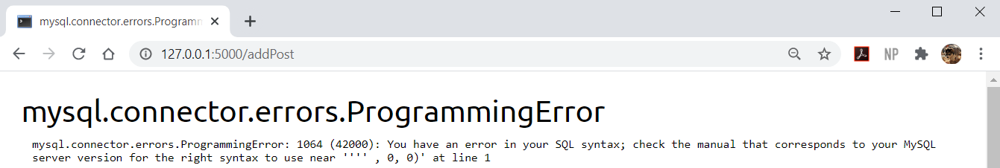 mysql.connector.errors.Programm
127.0.0.1:5000/addPost
NP
mysql.connector.errors.ProgrammingError
mysql.connector.errors.ProgrammingError: 1064 (42000): You have an error in your SQL syntax; check the manual that corresponds to your MySQL
server version for the right syntax to use near '''' , 0, 0)' at line 1